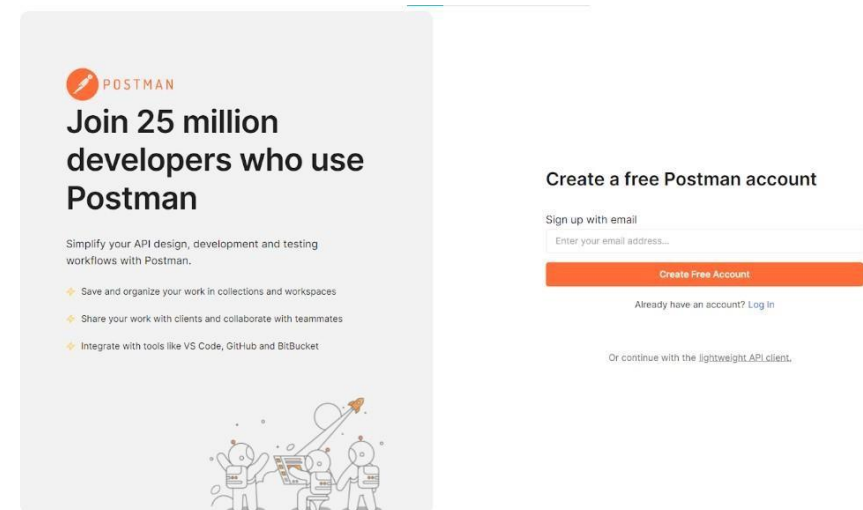 POSTMAN
Join 25 million
developers who use
Postman
Simplify your API design, development and testing
workflows with Postman.
Save and organize your work in collections and workspaces
Share your work with clients and collaborate with teammates
Integrate with tools like VS Code, GitHub and BitBucket
Create a free Postman account
Sign up with email
Enter your email address...
Create Free Account
Already have an account? Log In
Or continue with the lightweight API client.